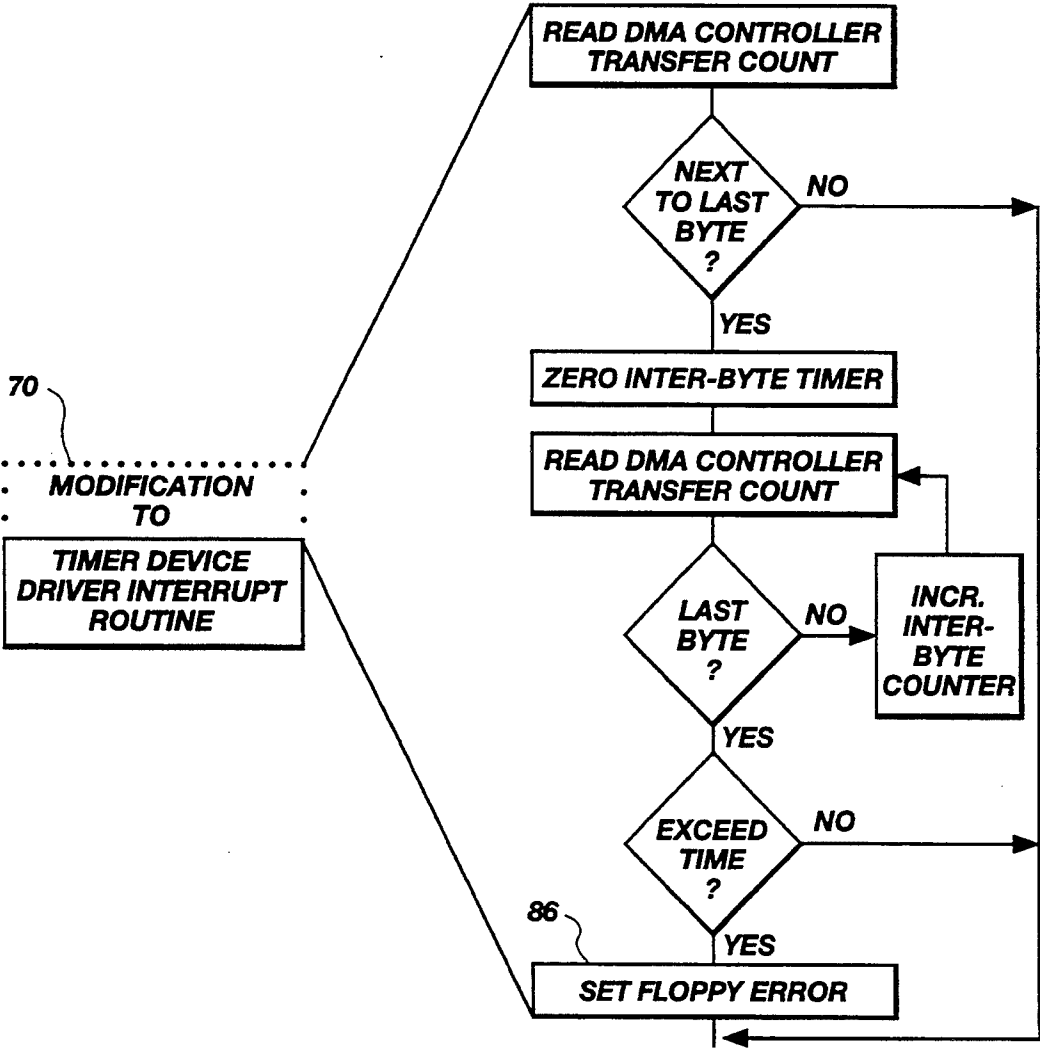 READ DMA CONTROLLER
TRANSFER COUNT
NEXT
TO LAST
BYTE
?
NO
YES
ZERO INTER-BYTE TIMER
READ DMA CONTROLLER
TRANSFER COUNT
LAST
BYTE
?
NO
INCR.
INTER-
BYTE
COUNTER
YES
EXCEED
TIME
?
NO
YES
86
SET FLOPPY ERROR
70
MODIFICATION
TO
TIMER DEVICE
DRIVER INTERRUPT
ROUTINE